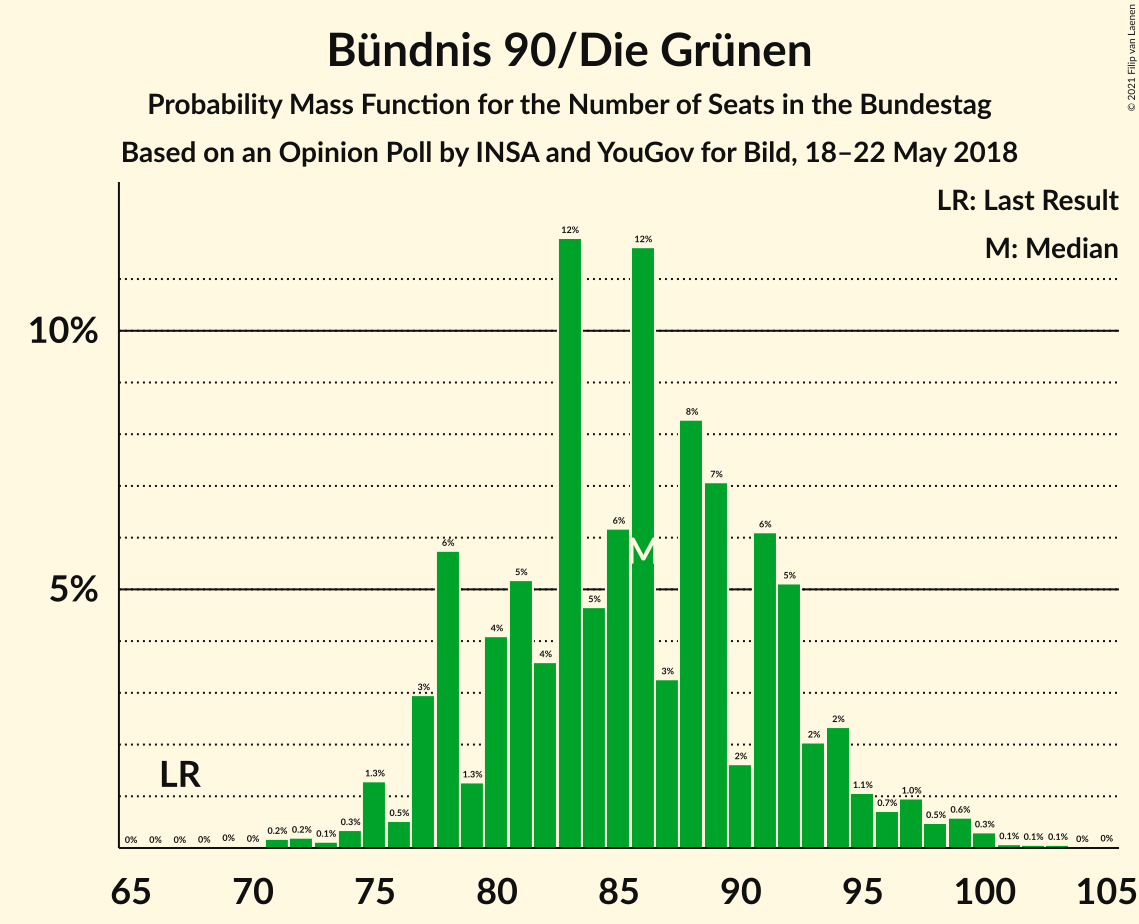 © 2021 Filip van Laenen
Bündnis 90/Die Grünen
Probability Mass Function for the Number of Seats in the Bundestag
Based on an Opinion Poll by INSA and YouGov for Bild, 18–22 May 2018
LR: Last Result
M: Median
10%
5%
LR
M
0% 0% 0% 0% 0% 0% 0.2% 0.2% 0.1% 0.3% 1.3% 0.5% 3% 6% 1.3% 4% 5% 4% 12% 5% 6% 12% 3% 8% 7% 2% 6% 5% 2% 2% 1.1% 0.7% 1.0% 0.5% 0.6% 0.3% 0.1% 0.1% 0.1% 0% 0%
65 70 75 80 85 90 95 100 105